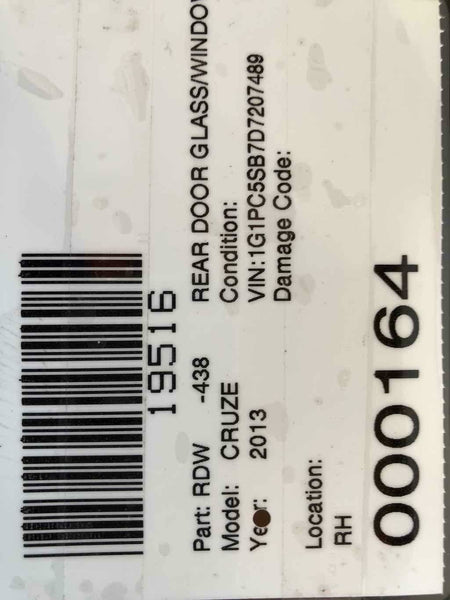 19516
Part: RDW -438 REAR DOOR GLASS/WINDOW
Model: CRUZE Condition:
Year: 2013 VIN:1G1PC5SB7D7207489
Damage Code:
Location:
RH
000164